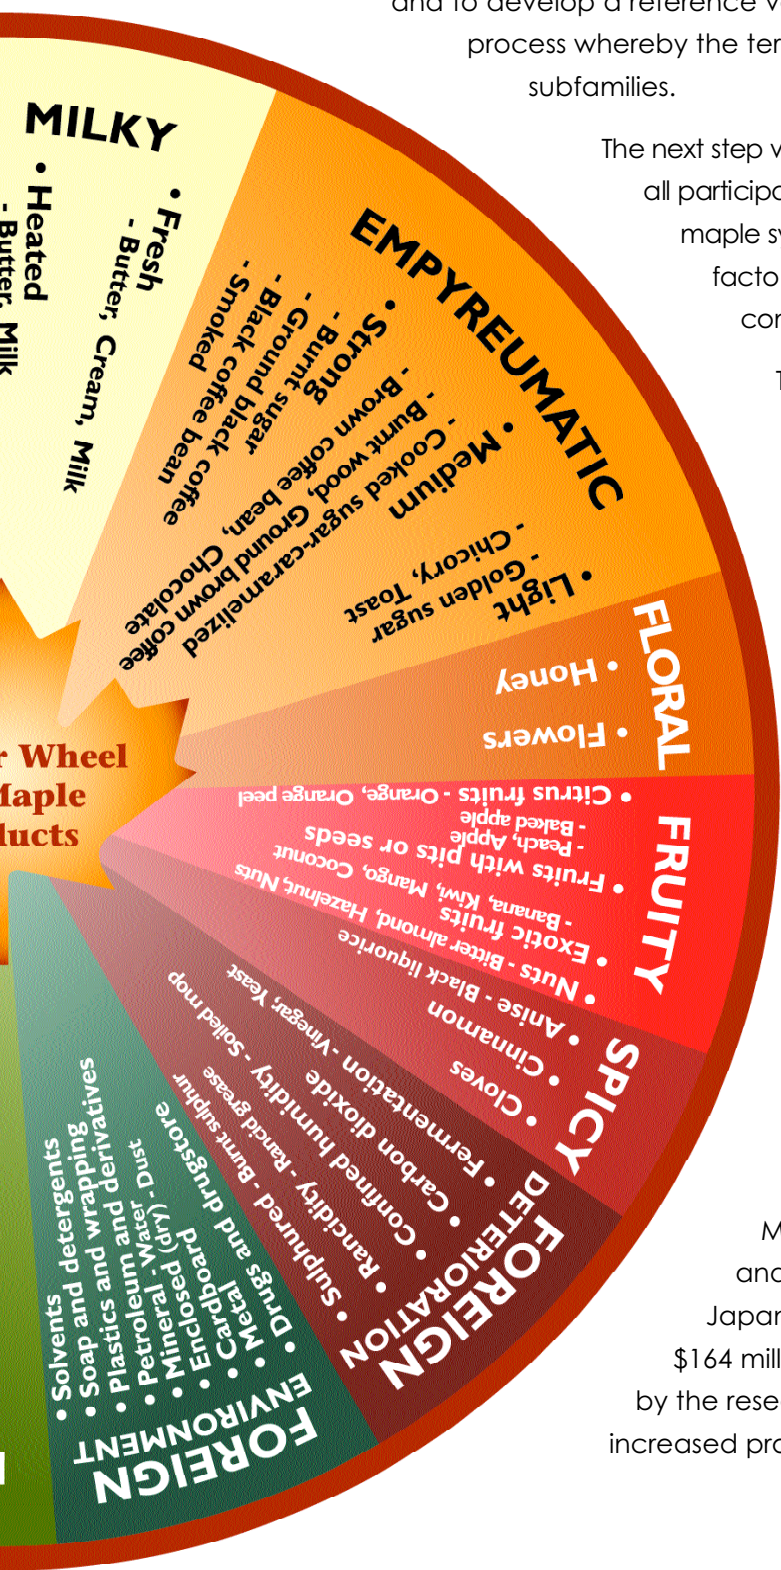 and to develop a reference v
process whereby the ter
subfamilies.
The next step v
all particip
maple s
facto
con
T
MILKY
• Heated
- Butter, Milk
• Fresh
- Butter, Cream, Milk
EMPYREUMATIC
• Strong
- Burnt sugar
- Ground black coffee
- Black coffee bean
- Smoked
• Medium
- Cooked sugar-caramelized
- Burnt wood, Ground brown coffee
- Brown coffee bean, Chocolate
• Light
- Golden sugar
- Chicory, Toast
FLORAL
• Honey
• Flowers
r Wheel
Maple
ducts
FRUITY
• Citrus fruits - Orange, Orange peel
• Fruits with pits or seeds
- Peach, Apple
- Baked apple
• Exotic fruits
- Banana, Kiwi, Mango, Coconut
• Nuts - Bitter almond, Hazelnut, Nuts
SPICY
• Anise - Black liquorice
• Cinnamon
• Cloves
FOREIGN
DETERIORATION
• Fermentation - Vinegar, Yeast
• Carbon dioxide
• Confined humidity - Soiled mop
• Rancidity - Rancid grease
• Sulphured - Burnt sulphur
FOREIGN
ENVIRONMENT
• Drugs and drugstore
• Metal
• Cardboard
• Enclosed
• Mineral (dry) - Dust
• Petroleum - Water
• Plastics and derivatives
• Soap and detergents and wrapping
• Solvents
M
and
Japan
$164 mill
by the rese
increased pro